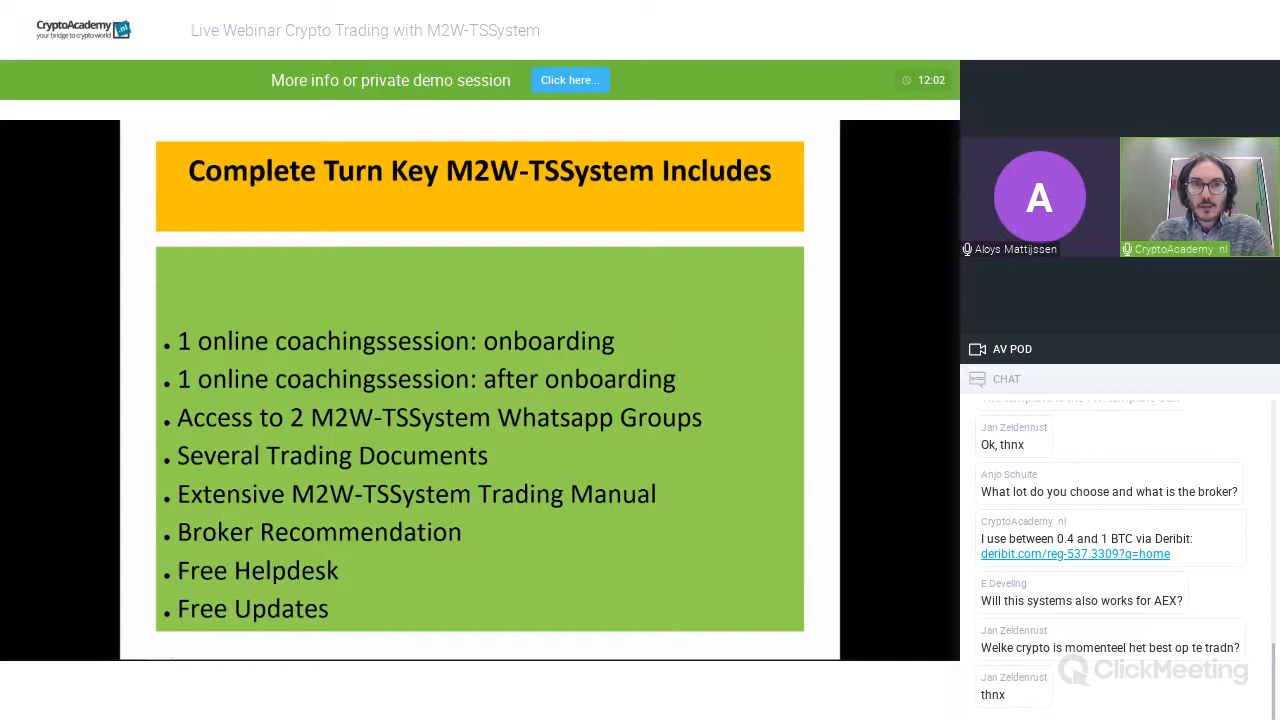 CryptoAcademy .nl
your bridge to crypto world
Live Webinar Crypto Trading with M2W-TSSystem
More info or private demo session
Click here...
12:02
Complete Turn Key M2W-TSSystem Includes
• 1 online coachingssession: onboarding
• 1 online coachingssession: after onboarding
• Access to 2 M2W-TSSystem Whatsapp Groups
• Several Trading Documents
• Extensive M2W-TSSystem Trading Manual
• Broker Recommendation
• Free Helpdesk
• Free Updates
A
Aloys Mattijssen
CryptoAcademy .nl
AV POD
CHAT
Jan Zeldenrust
Ok, thnx
Anjo Schuite
What lot do you choose and what is the broker?
CryptoAcademy .nl
I use between 0.4 and 1 BTC via Deribit:
deribit.com/reg-537.3309?q=home
E Develing
Will this systems also works for AEX?
Jan Zeldenrust
Welke crypto is momenteel het best op te tradn?
ClickMeeting
Jan Zeldenrust
thnx